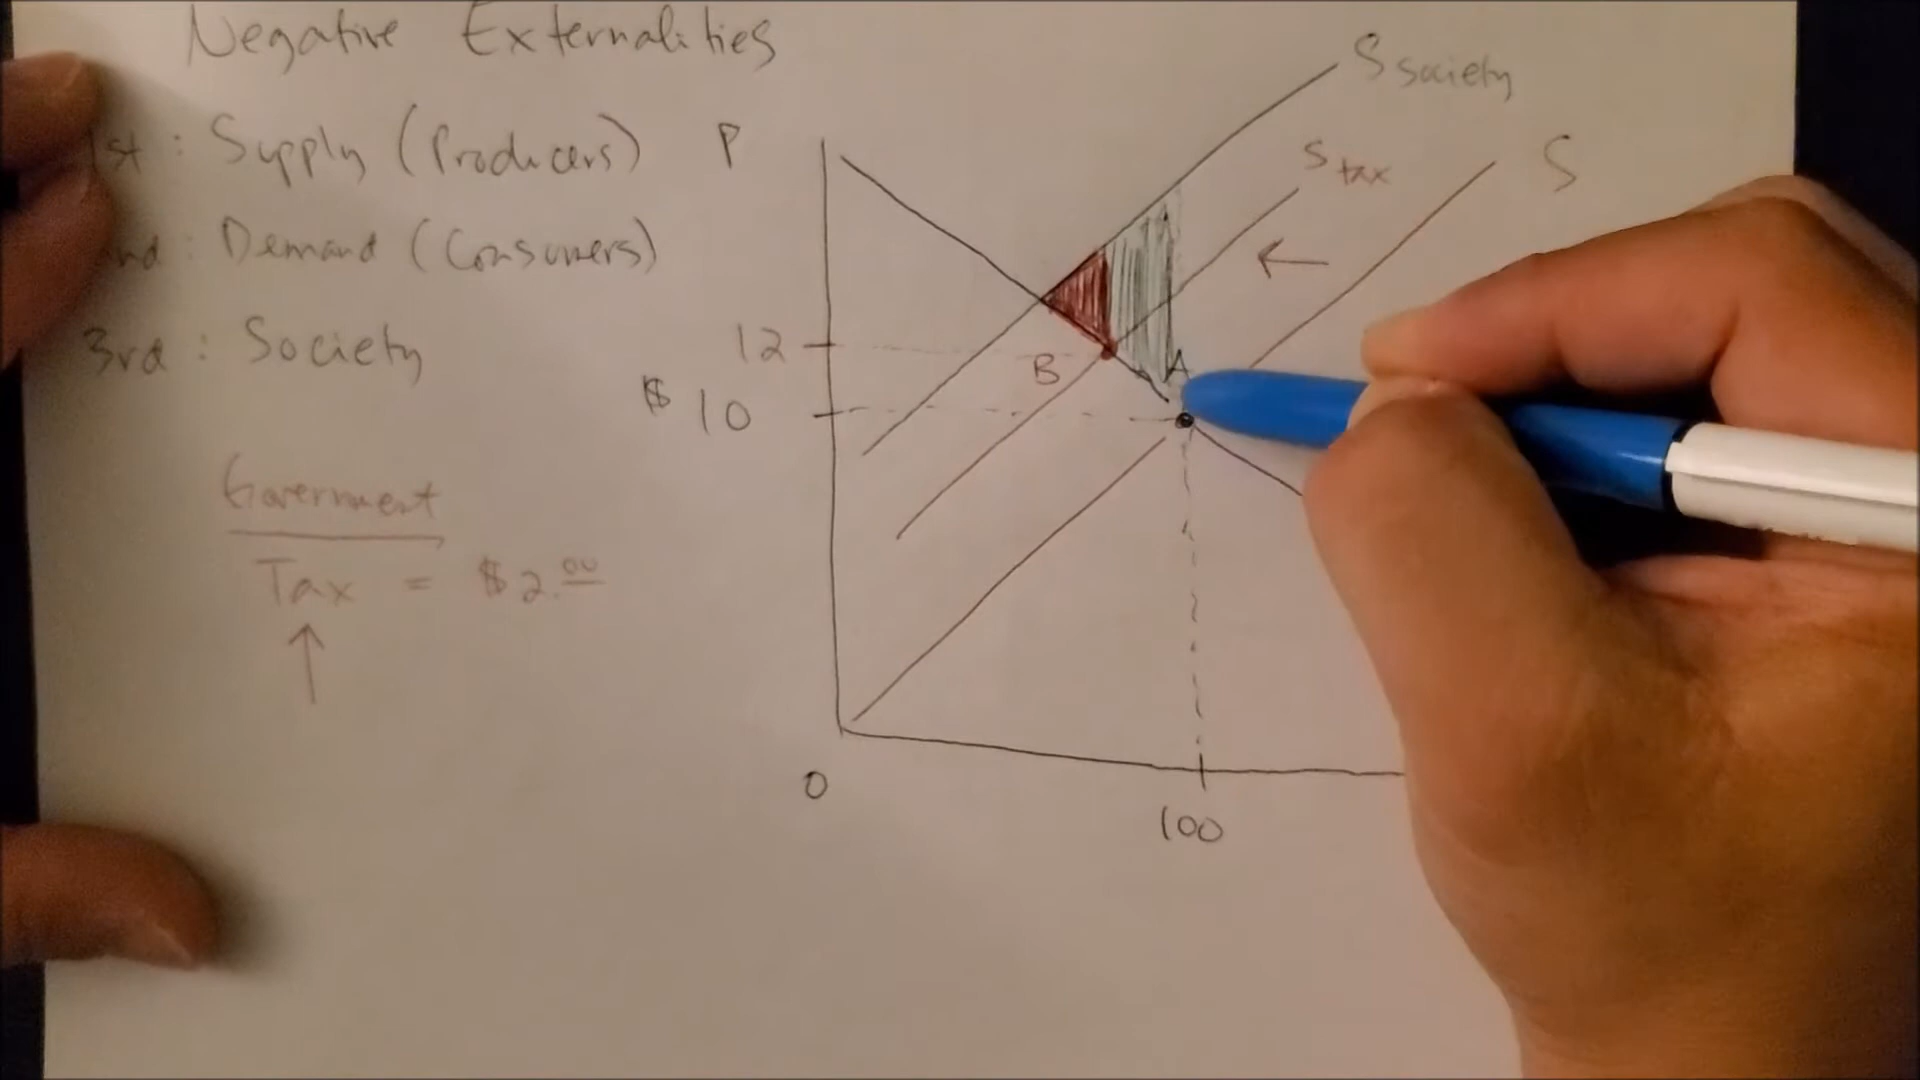 Negative Externalities
1st : Supply (Producers)
nd : Demand (Consumers)
3rd : Society
Government
Tax = $2.00
P
S society
S tax
S
12
$ 10
B
A
0
100